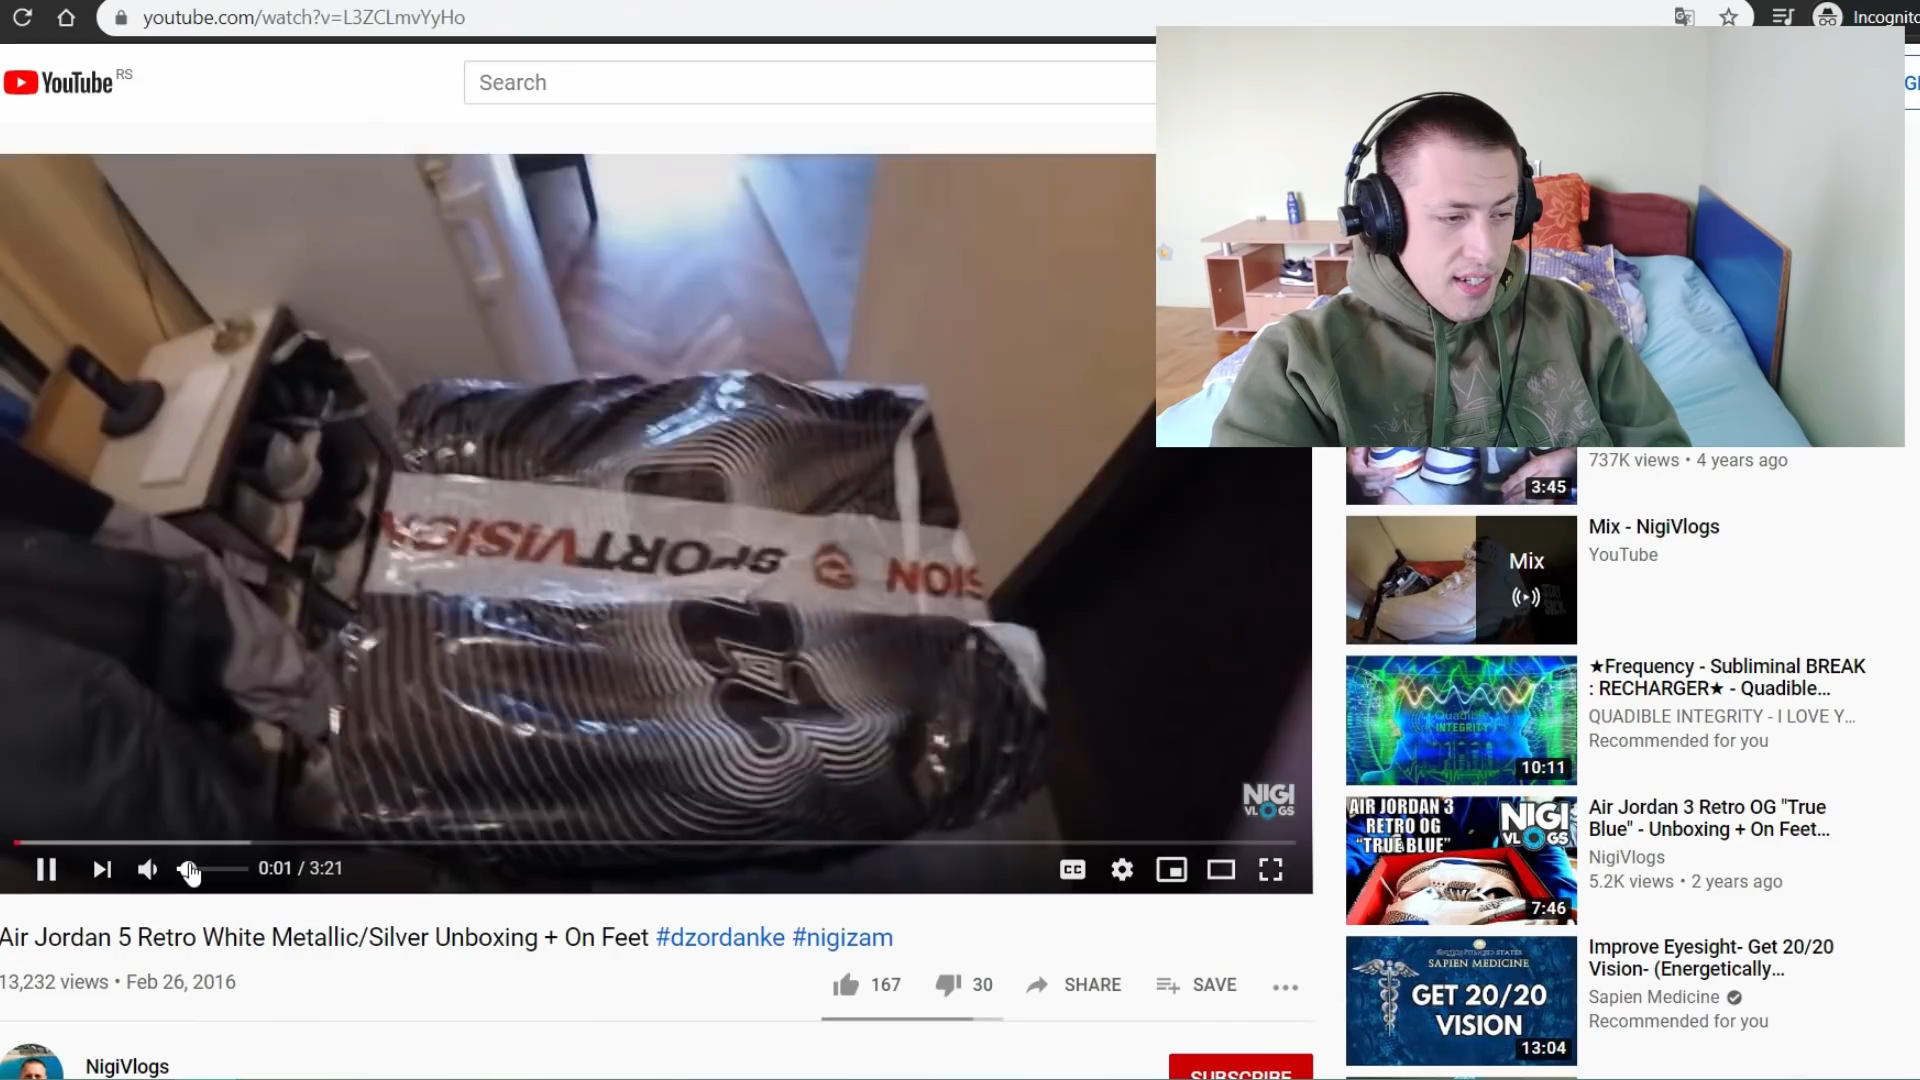 youtube.com/watch?v=L3ZCLmvYyHo
Incognito
YouTube RS
Search
SPORTVISION
SION
NIGI
VLOGS
0:01 / 3:21
CC
Air Jordan 5 Retro White Metallic/Silver Unboxing + On Feet #dzordanke #nigizam
13,232 views • Feb 26, 2016
167
30
SHARE
SAVE
NigiVlogs
SUBSCRIBE
737K views • 4 years ago
3:45
Mix
Mix - NigiVlogs
YouTube
★Frequency - Subliminal BREAK
: RECHARGER★ - Quadible...
QUADIBLE INTEGRITY - I LOVE Y...
Recommended for you
Quadible
INTEGRITY
10:11
AIR JORDAN 3
RETRO OG
"TRUE BLUE"
NIGI
VLOGS
7:46
Air Jordan 3 Retro OG "True
Blue" - Unboxing + On Feet...
NigiVlogs
5.2K views • 2 years ago
SAPIEN MEDICINE
GET 20/20
VISION
13:04
Improve Eyesight- Get 20/20
Vision- (Energetically...
Sapien Medicine
Recommended for you